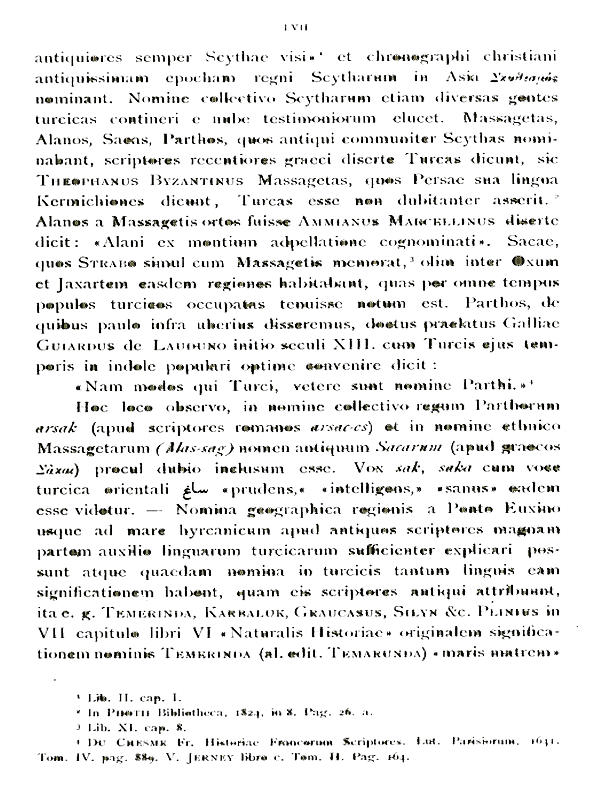 LVII
antiquiores semper Scythae visi»¹ et chronographi christiani
antiquissimam epocham regni Scytharum in Asia Σκυθισμός
nominant. Nomine collectivo Scytharum etiam diversas gentes
turcicas contineri e nube testimoniorum elucet. Massagetas,
Alanos, Sacas, Parthos, quos antiqui communiter Scythas nomi-
nabant, scriptores recentiores graeci diserte Turcas dicunt, sic
THEOPHANUS BYZANTINUS Massagetas, quos Persae sua lingua
Kermichiones dicunt, Turcas esse non dubitanter asserit.²
Alanos a Massagetis ortos fuisse AMMIANUS MARCELLINUS diserte
dicit: «Alani ex montium adpellatione cognominati». Sacae,
quos STRABO simul cum Massagetis memorat,³ olim inter Oxum
et Jaxartem easdem regiones habitabant, quas per omne tempus
populos turcicos occupatas tenuisse notum est. Parthos, de
quibus paulo infra uberius disseremus, doctus praelatus Galliae
GUIARDUS de LAUDUNO initio seculi XIII. cum Turcis ejus tem-
poris in indole populari optime convenire dicit:
«Nam modos qui Turci, vetere sunt nomine Parthi.»⁴
Hoc loco observo, in nomine collectivo regum Parthorum
arsak (apud scriptores romanos arsac-es) et in nomine ethnico
Massagetarum (Mas-sag) nomen antiquum Sacarum (apud graecos
Σάκαι) procul dubio inclusum esse. Vox sak, saka cum voce
turcica orientali ساغ «prudens,« «intelligens,» «sanus» eadem
esse videtur. — Nomina geographica regionis a Ponto Euxino
usque ad mare hyrcanicum apud antiquos scriptores magnam
partem auxilio linguarum turcicarum sufficienter explicari pos-
sunt atque quaedam nomina in turcicis tantum linguis eam
significationem habent, quam eis scriptores antiqui attribuunt,
ita e. g. TEMERINDA, KARBALUK, GRAUCASUS, SILYN &c. PLINIUS in
VII capitulo libri VI «Naturalis Historiae» originalem significa-
tionem nominis TEMERINDA (al. edit. TEMARUNDA) «maris matrem»
¹ Lib. II. cap. I.
² In PHOTII Bibliotheca, 1824, in 8. Pag. 26. a.
³ Lib. XI. cap. 8.
⁴ DU CHESNE Fr. Historiae Francorum Scriptores. Lut. Parisiorum, 1641.
Tom. IV. pag. 889. V. JERNEY libro c. Tom. II. Pag. 164.